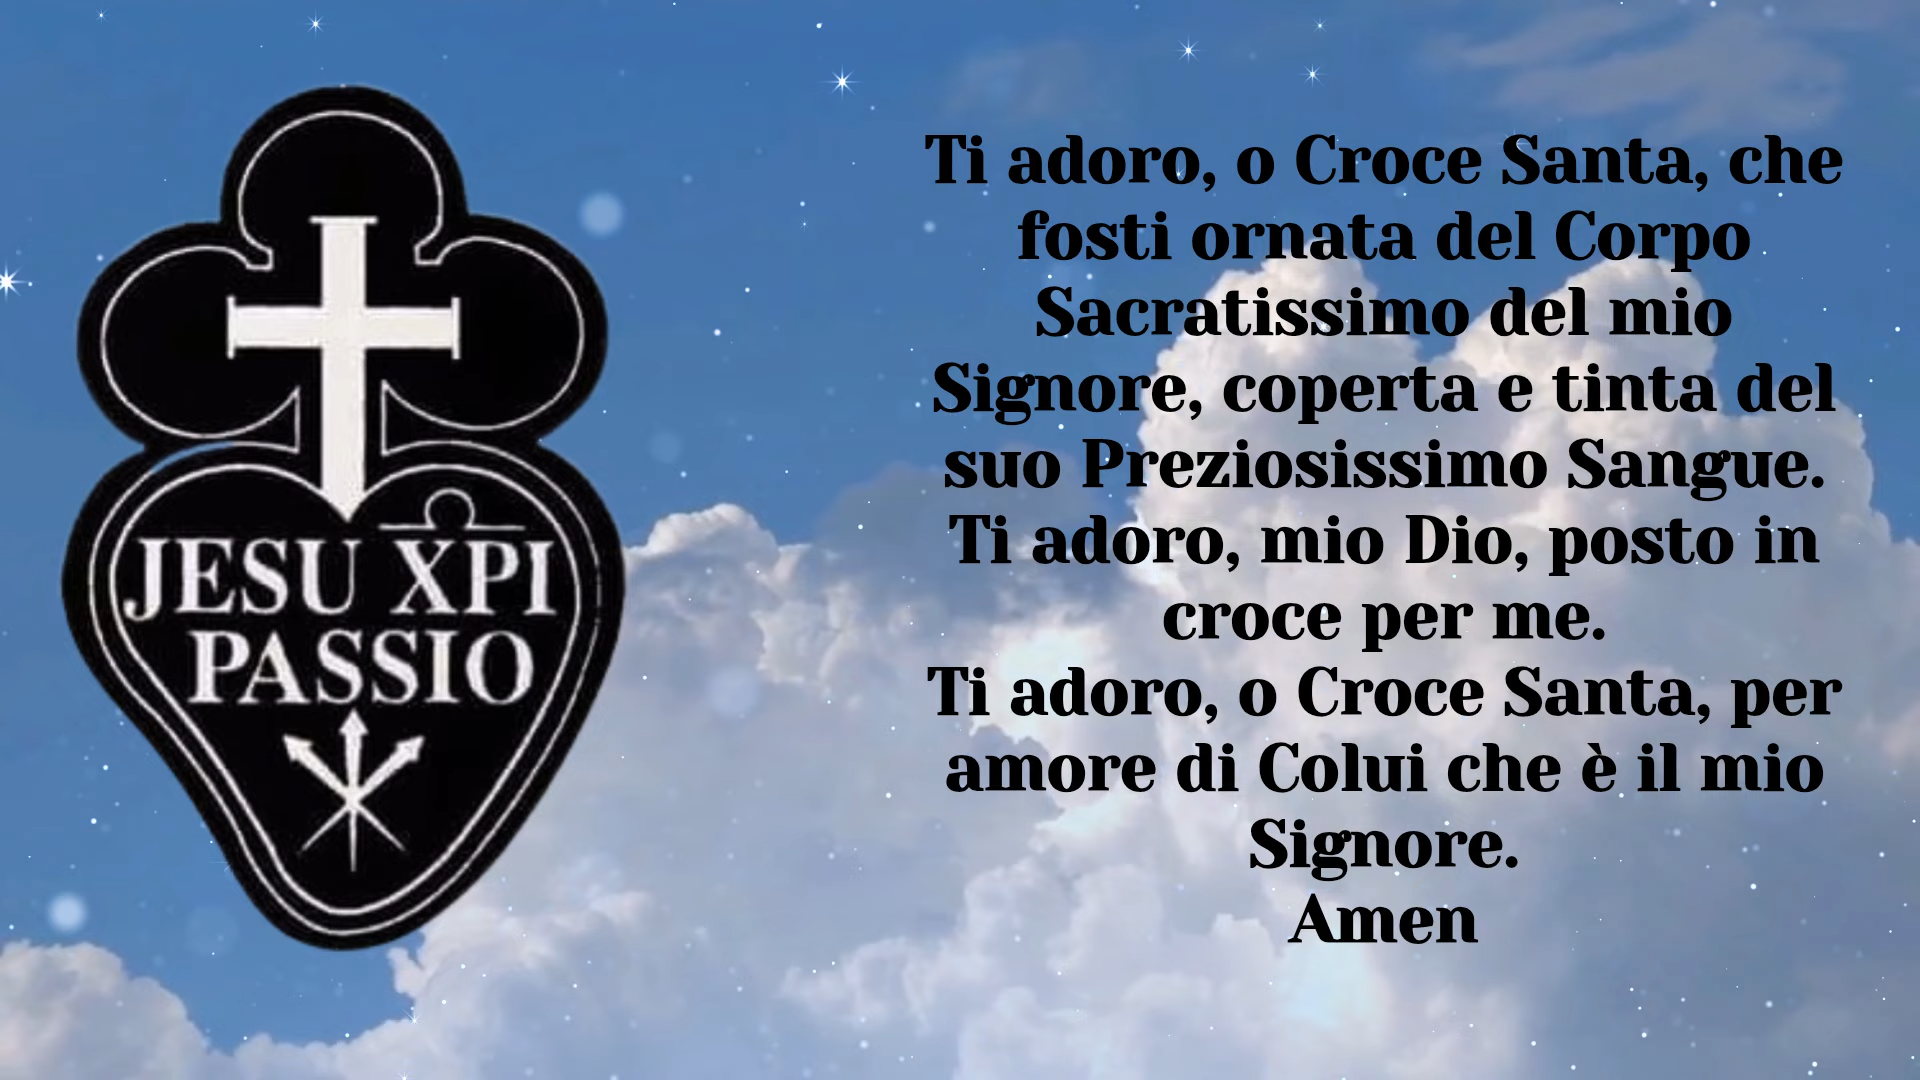 JESU XPI
PASSIO
Ti adoro, o Croce Santa, che
fosti ornata del Corpo
Sacratissimo del mio
Signore, coperta e tinta del
suo Preziosissimo Sangue.
Ti adoro, mio Dio, posto in
croce per me.
Ti adoro, o Croce Santa, per
amore di Colui che è il mio
Signore.
Amen